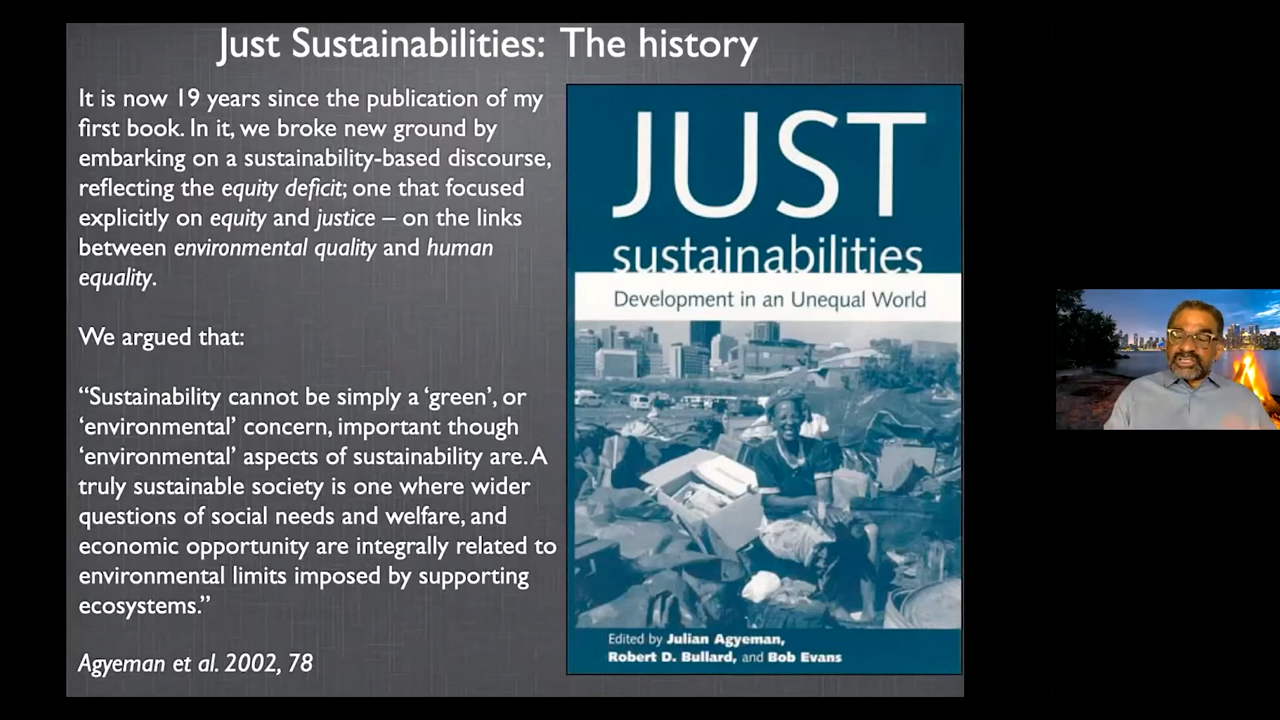 Just Sustainabilities: The history
It is now 19 years since the publication of my
first book. In it, we broke new ground by
embarking on a sustainability-based discourse,
reflecting the equity deficit; one that focused
explicitly on equity and justice – on the links
between environmental quality and human
equality.
We argued that:
“Sustainability cannot be simply a ‘green’, or
‘environmental’ concern, important though
‘environmental’ aspects of sustainability are. A
truly sustainable society is one where wider
questions of social needs and welfare, and
economic opportunity are integrally related to
environmental limits imposed by supporting
ecosystems.”
Agyeman et al. 2002, 78
JUST
sustainabilities
Development in an Unequal World
Edited by Julian Agyeman,
Robert D. Bullard, and Bob Evans